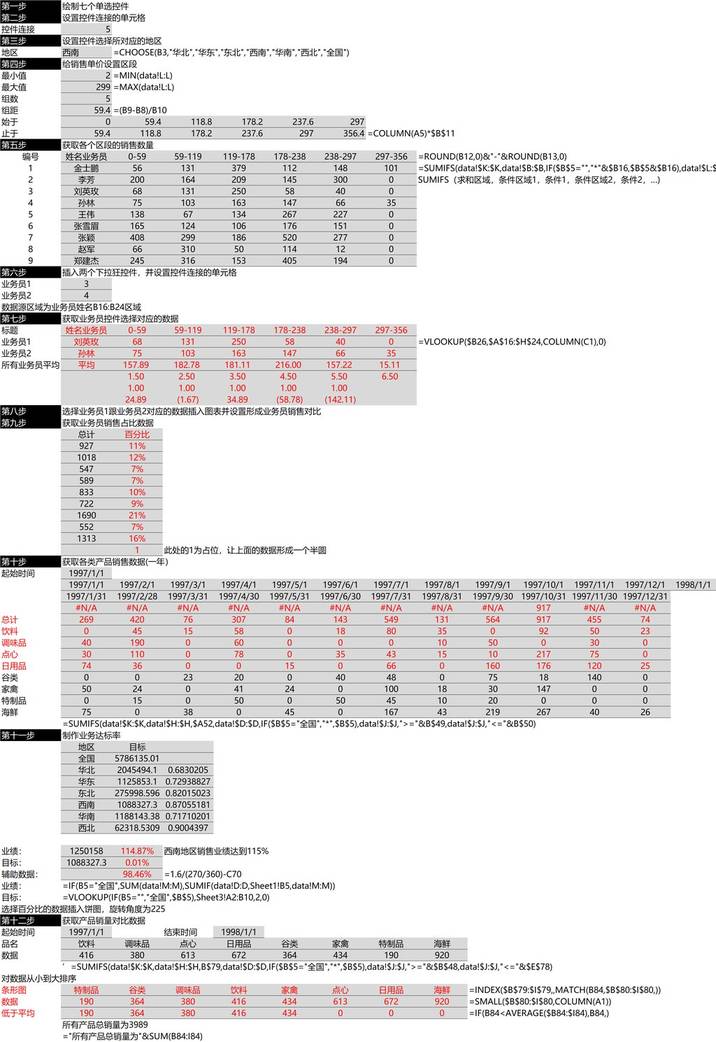 第一步 绘制七个单选控件
第二步 设置控件连接的单元格
控件连接 5
第三步 设置控件选择所对应的地区
地区 西南 =CHOOSE(B3,"华北","华东","东北","西南","华南","西北","全国")
第四步 给销售单价设置区段
最小值 2 =MIN(data!L:L)
最大值 299 =MAX(data!L:L)
组数 5
组距 59.4 =(B9-B8)/B10
始于 0 59.4 118.8 178.2 237.6 297
止于 59.4 118.8 178.2 237.6 297 356.4 =COLUMN(A5)*$B$11
第五步 获取各个区段的销售数量
编号 姓名业务员 0-59 59-119 119-178 178-238 238-297 297-356 =ROUND(B12,0)&"-"&ROUND(B13,0)
1 金士鹏 56 131 379 112 148 101 =SUMIFS(data!$K:$K,data!$B:$B,IF($B$5="","*"&$B16,$B$5&$B16),data!$L:$
2 李芳 200 164 209 145 300 0 SUMIFS（求和区域，条件区域1，条件1，条件区域2，条件2，...）
3 刘英玫 68 131 250 58 40 0
4 孙林 75 103 163 147 66 35
5 王伟 138 67 134 267 227 0
6 张雪眉 165 124 106 176 151 0
7 张颖 408 299 186 520 277 0
8 赵军 66 310 50 114 12 0
9 郑建杰 245 316 153 405 194 0
第六步 插入两个下拉狂控件，并设置控件连接的单元格
业务员1 3
业务员2 4
数据源区域为业务员姓名B16:B24区域
第七步 获取业务员控件选择对应的数据
标题 姓名业务员 0-59 59-119 119-178 178-238 238-297 297-356
业务员1 刘英玫 68 131 250 58 40 0 =VLOOKUP($B26,$A$16:$H$24,COLUMN(C1),0)
业务员2 孙林 75 103 163 147 66 35
所有业务员平均 平均 157.89 182.78 181.11 216.00 157.22 15.11
1.50 2.50 3.50 4.50 5.50 6.50
1.00 1.00 1.00 1.00 1.00
24.89 (1.67) 34.89 (58.78) (142.11)
第八步 选择业务员1跟业务员2对应的数据插入图表并设置形成业务员销售对比
第九步 获取业务员销售占比数据
总计 百分比
927 11%
1018 12%
547 7%
589 7%
833 10%
722 9%
1690 21%
552 7%
1313 16%
1 此处的1为占位，让上面的数据形成一个半圆
第十步 获取各类产品销售数据(一年)
起始时间 1997/1/1
1997/1/1 1997/2/1 1997/3/1 1997/4/1 1997/5/1 1997/6/1 1997/7/1 1997/8/1 1997/9/1 1997/10/1 1997/11/1 1997/12/1 1998/1/1
1997/1/31 1997/2/28 1997/3/31 1997/4/30 1997/5/31 1997/6/30 1997/7/31 1997/8/31 1997/9/30 1997/10/31 1997/11/30 1997/12/31
#N/A #N/A #N/A #N/A #N/A #N/A #N/A #N/A #N/A 917 #N/A #N/A
总计 269 420 76 307 84 143 549 131 564 917 455 74
饮料 0 45 15 58 0 18 80 35 0 92 50 23
调味品 40 190 0 60 0 0 0 10 50 0 30 0
点心 30 110 0 78 0 35 43 15 10 217 75 0
日用品 74 36 0 0 15 0 66 0 160 176 120 25
谷类 0 0 23 20 0 40 48 0 75 18 140 0
家禽 50 24 0 41 24 0 100 18 30 147 0 0
特制品 0 15 0 50 0 50 45 10 20 0 0 0
海鲜 75 0 38 0 45 0 167 43 219 267 40 26
=SUMIFS(data!$K:$K,data!$H:$H,$A52,data!$D:$D,IF($B$5="全国","*",$B$5),data!$J:$J,">="&B$49,data!$J:$J,"<="&B$50)
第十一步 制作业务达标率
地区 目标
全国 5786135.01
华北 2045494.1 0.6830205
华东 1125853.1 0.72938827
东北 275998.596 0.82015023
西南 1088327.3 0.87055181
华南 1188143.38 0.71710201
西北 62318.5309 0.9004397
业绩: 1250158 114.87% 西南地区销售业绩达到115%
目标: 1088327.3 0.01%
辅助数据: 98.46% =1.6/(270/360)-C70
业绩: =IF(B5="全国",SUM(data!M:M),SUMIF(data!D:D,Sheet1!B5,data!M:M))
目标: =VLOOKUP(IF(B5="","全国",$B$5),Sheet3!A2:B10,2,0)
选择百分比的数据插入饼图，旋转角度为225
第十二步 获取产品销量对比数据
起始时间 1997/1/1 结束时间 1998/1/1
品名 饮料 调味品 点心 日用品 谷类 家禽 特制品 海鲜
数据 416 380 613 672 364 434 190 920
' =SUMIFS(data!$K:$K,data!$H:$H,B$79,data!$D:$D,IF($B$5="全国","*",$B$5),data!$J:$J,">="&$B$48,data!$J:$J,"<="&$E$78)
对数据从小到大排序
条形图 特制品 谷类 调味品 饮料 家禽 点心 日用品 海鲜 =INDEX($B$79:$I$79,,MATCH(B84,$B$80:$I$80,))
数据 190 364 380 416 434 613 672 920 =SMALL($B$80:$I$80,COLUMN(A1))
低于平均 190 364 380 416 434 0 0 0 =IF(B84<AVERAGE($B84:$I84),B84,)
所有产品总销量为3989
="所有产品总销量为"&SUM(B84:I84)